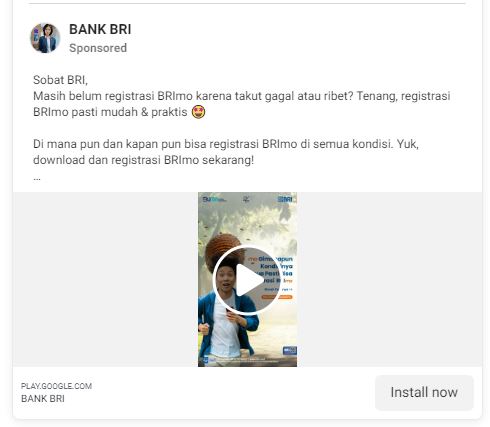 BANK BRI
Sponsored
Sobat BRI,
Masih belum registrasi BRImo karena takut gagal atau ribet? Tenang, registrasi
BRImo pasti mudah & praktis 🤩
Di mana pun dan kapan pun bisa registrasi BRImo di semua kondisi. Yuk,
download dan registrasi BRImo sekarang!
...
BRI
PLAY.GOOGLE.COM
BANK BRI
Install now